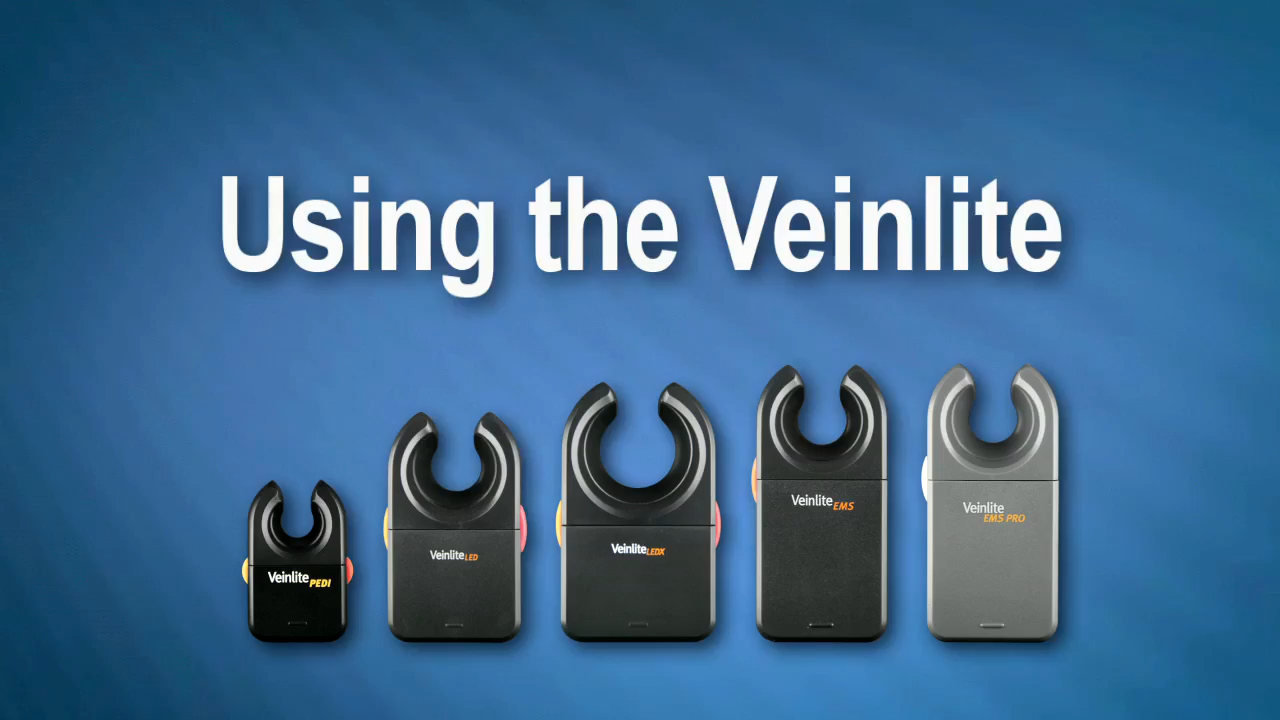 Using the Veinlite
Veinlite PEDI
Veinlite LED
Veinlite LEDX
Veinlite EMS
Veinlite
EMS PRO